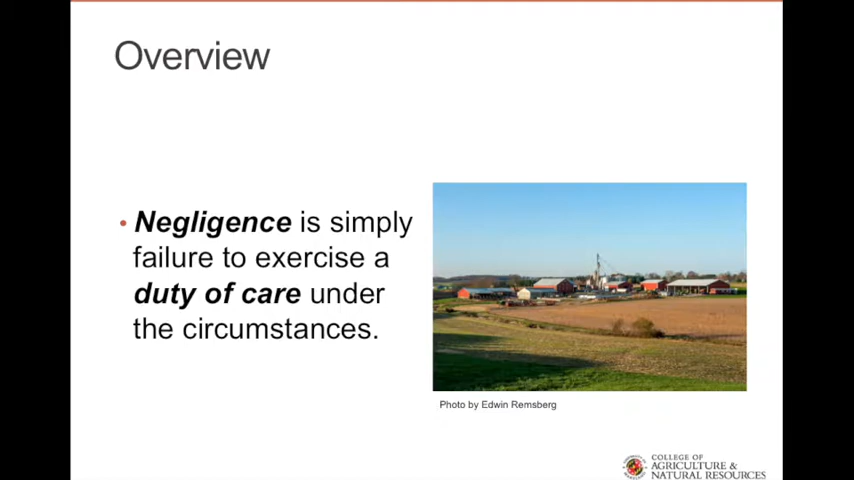 Overview
• Negligence is simply
failure to exercise a
duty of care under
the circumstances.
Photo by Edwin Remsberg
COLLEGE OF
AGRICULTURE &
NATURAL RESOURCES